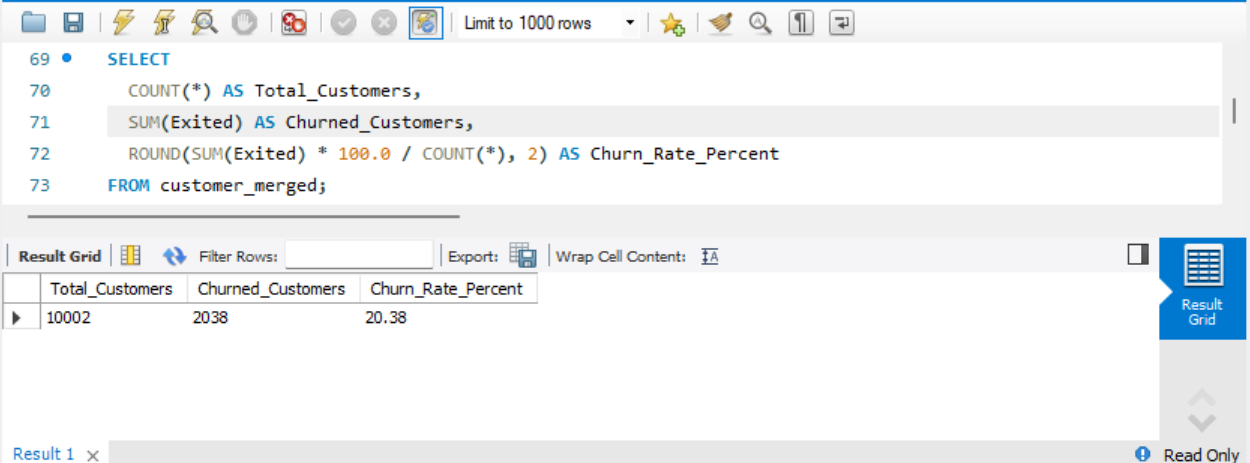 Limit to 1000 rows
69 SELECT
70 COUNT(*) AS Total_Customers,
71 SUM(Exited) AS Churned_Customers,
72 ROUND(SUM(Exited) * 100.0 / COUNT(*), 2) AS Churn_Rate_Percent
73 FROM customer_merged;
Result Grid Filter Rows: Export: Wrap Cell Content: IA
Total_Customers Churned_Customers Churn_Rate_Percent
10002 2038 20.38
Result
Grid
Result 1 × Read Only